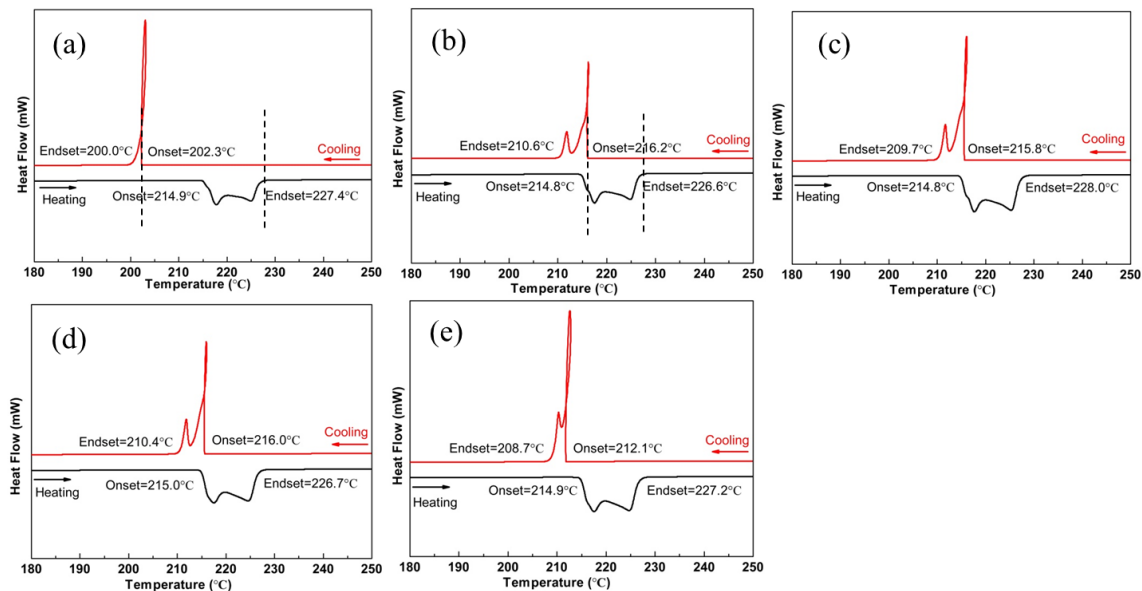 (a)
Heat Flow (mW)
Endset=200.0℃
Onset=202.3℃
Cooling
Heating
Onset=214.9℃
Endset=227.4℃
180 190 200 210 220 230 240 250
Temperature (℃)
(b)
Heat Flow (mW)
Endset=210.6℃
Onset=216.2℃
Cooling
Heating
Onset=214.8℃
Endset=226.6℃
180 190 200 210 220 230 240 250
Temperature (℃)
(c)
Heat Flow (mW)
Endset=209.7℃
Onset=215.8℃
Cooling
Heating
Onset=214.8℃
Endset=228.0℃
180 190 200 210 220 230 240 250
Temperature (℃)
(d)
Heat Flow (mW)
Endset=210.4℃
Onset=216.0℃
Cooling
Heating
Onset=215.0℃
Endset=226.7℃
180 190 200 210 220 230 240 250
Temperature (℃)
(e)
Heat Flow (mW)
Endset=208.7℃
Onset=212.1℃
Cooling
Heating
Onset=214.9℃
Endset=227.2℃
180 190 200 210 220 230 240 250
Temperature (℃)